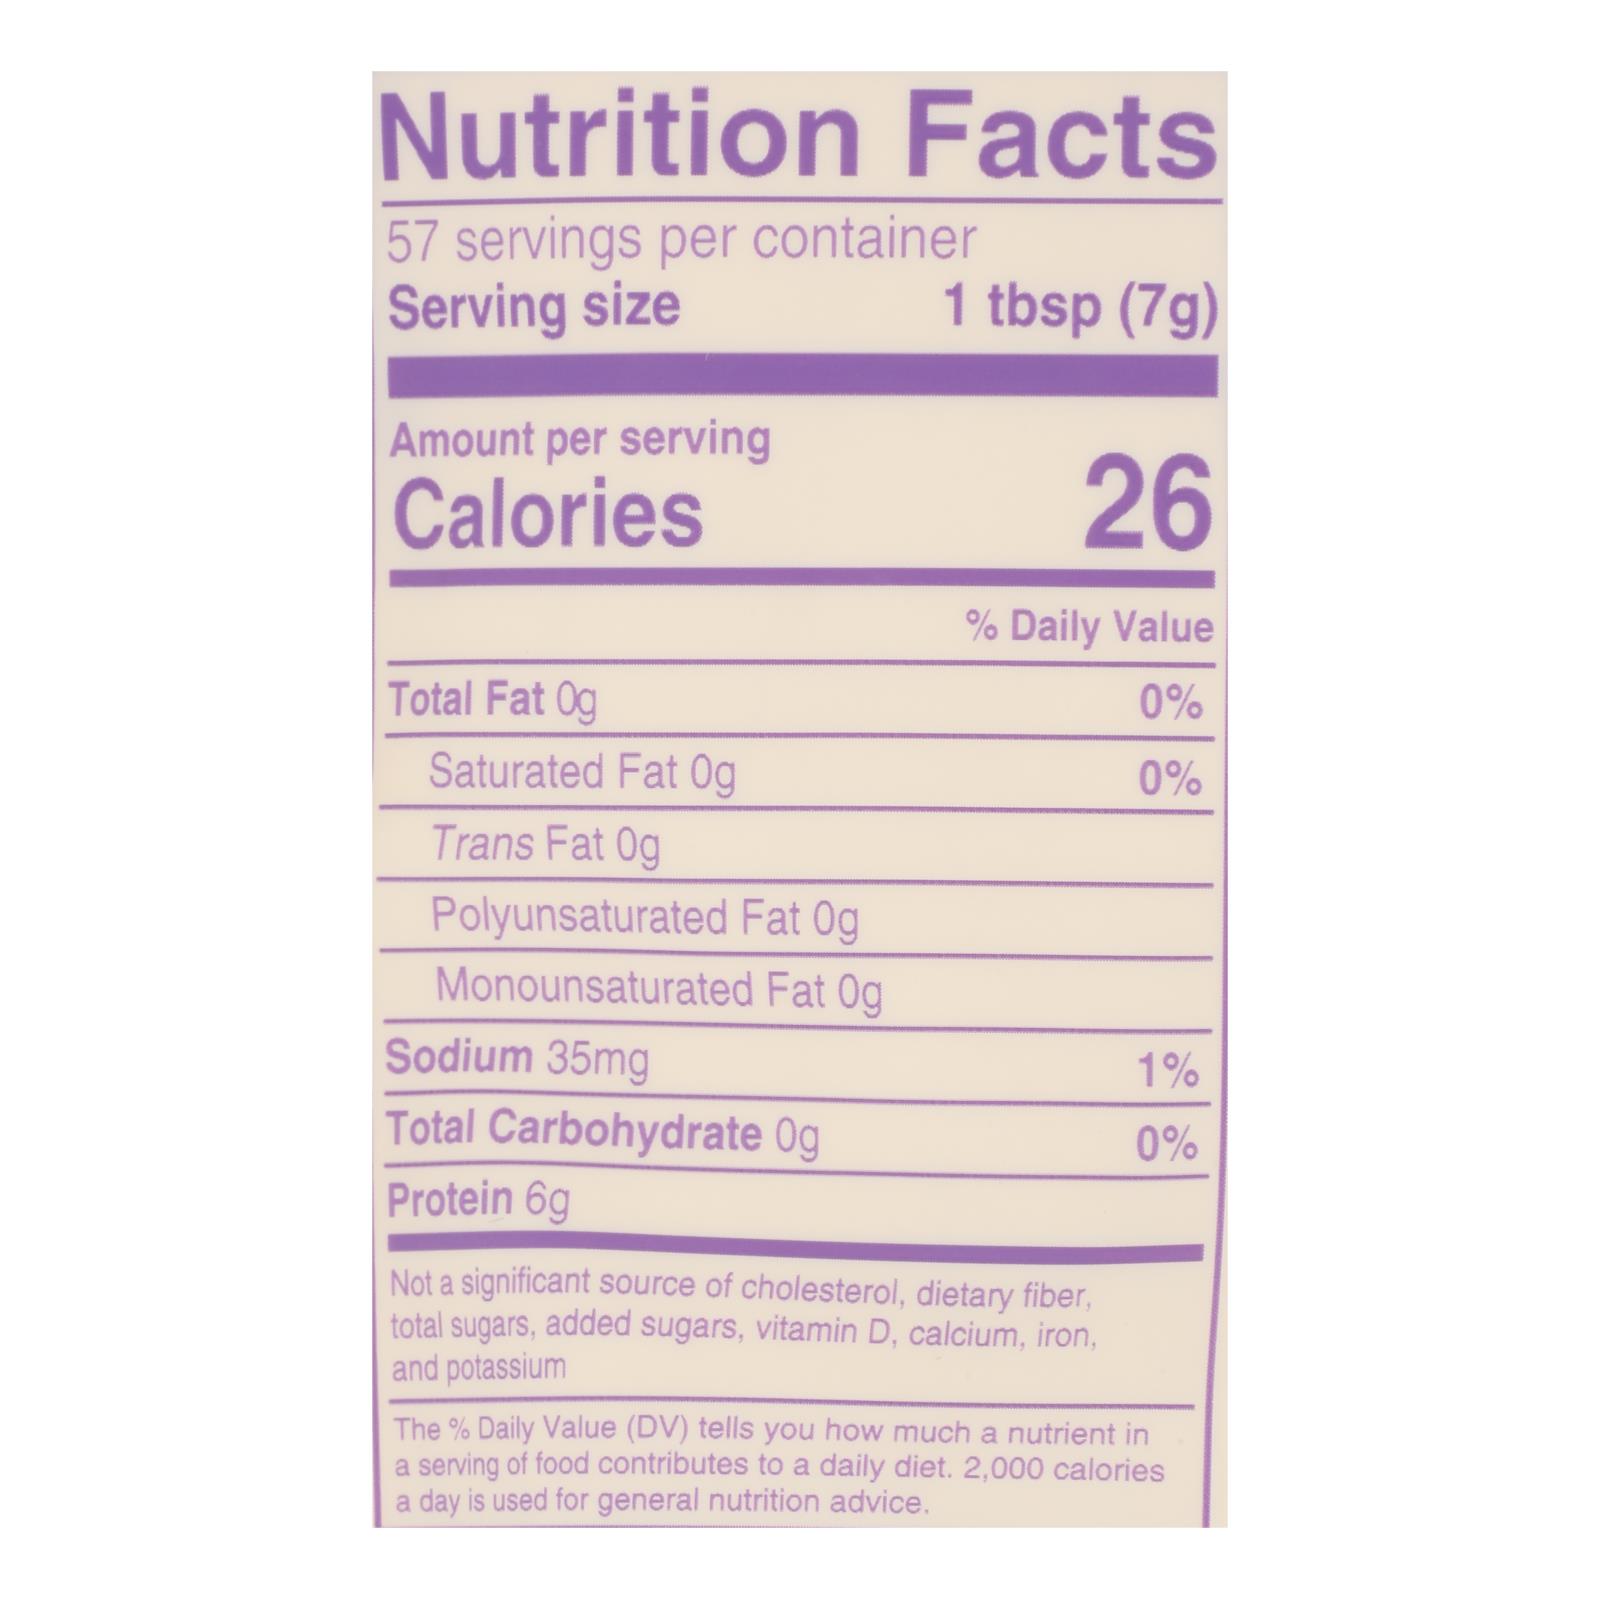 Nutrition Facts
57 servings per container
Serving size 1 tbsp (7g)
Amount per serving
Calories 26
% Daily Value
Total Fat 0g 0%
Saturated Fat 0g 0%
Trans Fat 0g
Polyunsaturated Fat 0g
Monounsaturated Fat 0g
Sodium 35mg 1%
Total Carbohydrate 0g 0%
Protein 6g
Not a significant source of cholesterol, dietary fiber,
total sugars, added sugars, vitamin D, calcium, iron,
and potassium
The % Daily Value (DV) tells you how much a nutrient in
a serving of food contributes to a daily diet. 2,000 calories
a day is used for general nutrition advice.